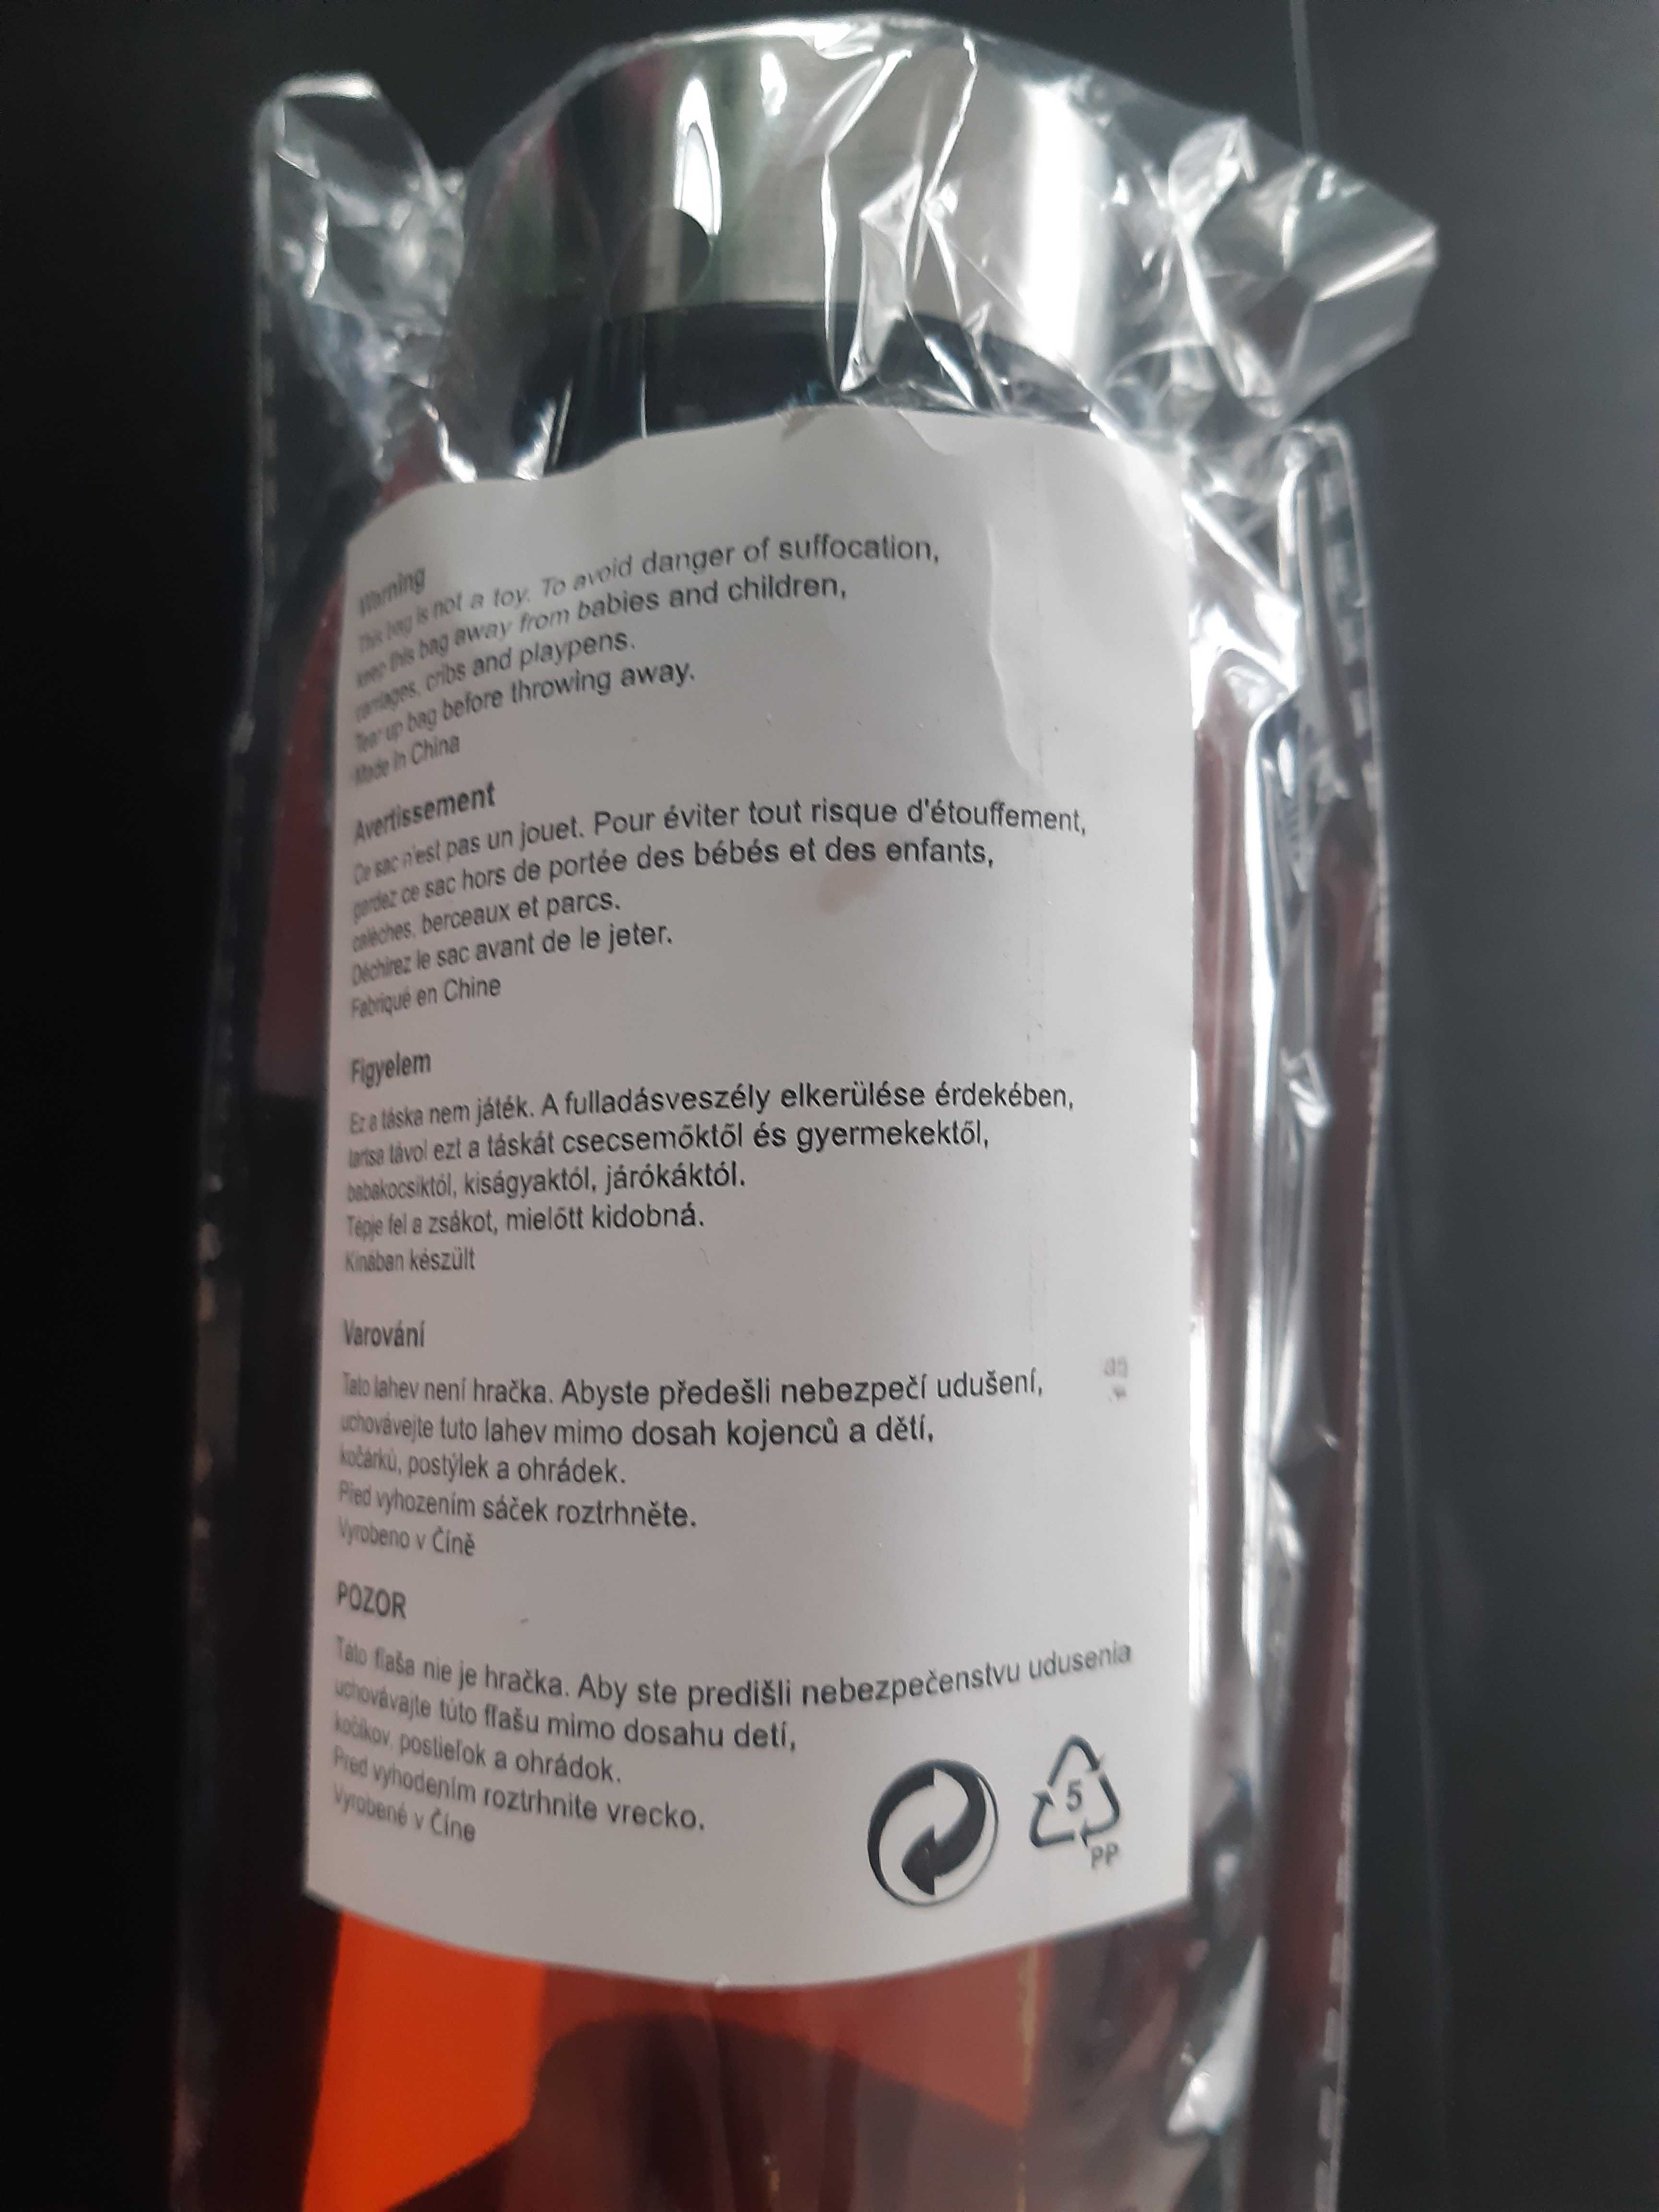 Warning
This bag is not a toy. To avoid danger of suffocation,
keep this bag away from babies and children,
carriages, cribs and playpens.
Tear up bag before throwing away.
Made in China
Avertissement
Ce sac n'est pas un jouet. Pour éviter tout risque d'étouffement,
gardez ce sac hors de portée des bébés et des enfants,
calèches, berceaux et parcs.
Déchirez le sac avant de le jeter.
Fabriqué en Chine
Figyelem
Ez a táska nem játék. A fulladásveszély elkerülése érdekében,
tartsa távol ezt a táskát csecsemőktől és gyermekektől,
babakocsiktól, kiságyaktól, járókáktól.
Tépje fel a zsákot, mielőtt kidobná.
Kínában készült
Varování
Tato lahev není hračka. Abyste předešli nebezpečí udušení,
uchovávejte tuto lahev mimo dosah kojenců a dětí,
kočárků, postýlek a ohrádek.
Před vyhozením sáček roztrhněte.
Vyrobeno v Číně
POZOR
Táto fľaša nie je hračka. Aby ste predišli nebezpečenstvu udusenia
uchovávajte túto fľašu mimo dosahu detí,
kočíkov, postieľok a ohrádok.
Pred vyhodením roztrhnite vrecko.
Vyrobené v Číne
5
PP